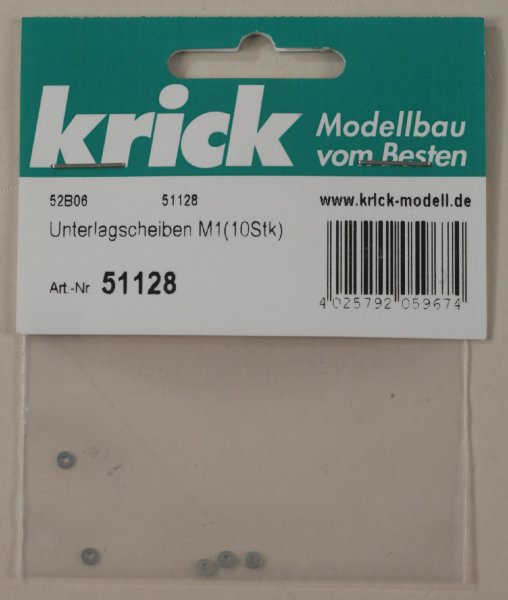 krick
Modellbau
vom Besten
52B06 51128 www.krick-modell.de
Unterlagscheiben M1(10Stk)
Art.-Nr. 51128
4 025792 059674